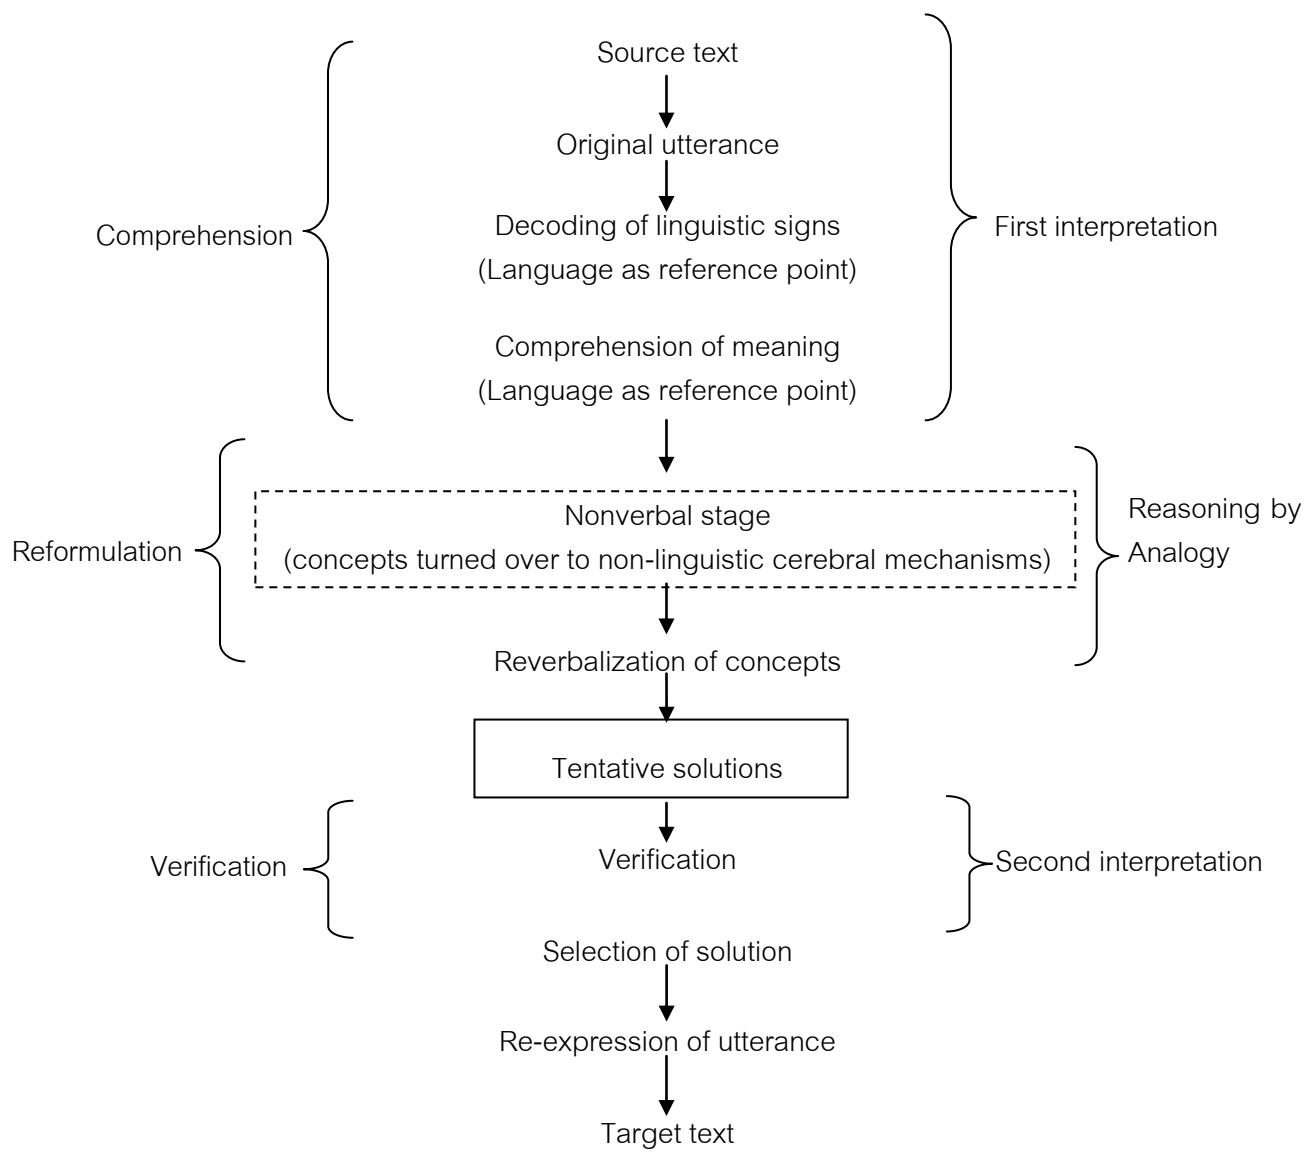 Source text
Original utterance
Decoding of linguistic signs
(Language as reference point)
Comprehension
First interpretation
Comprehension of meaning
(Language as reference point)
Nonverbal stage
(concepts turned over to non-linguistic cerebral mechanisms)
Reformulation
Reasoning by
Analogy
Reverbalization of concepts
Tentative solutions
Verification
Verification
Second interpretation
Selection of solution
Re-expression of utterance
Target text